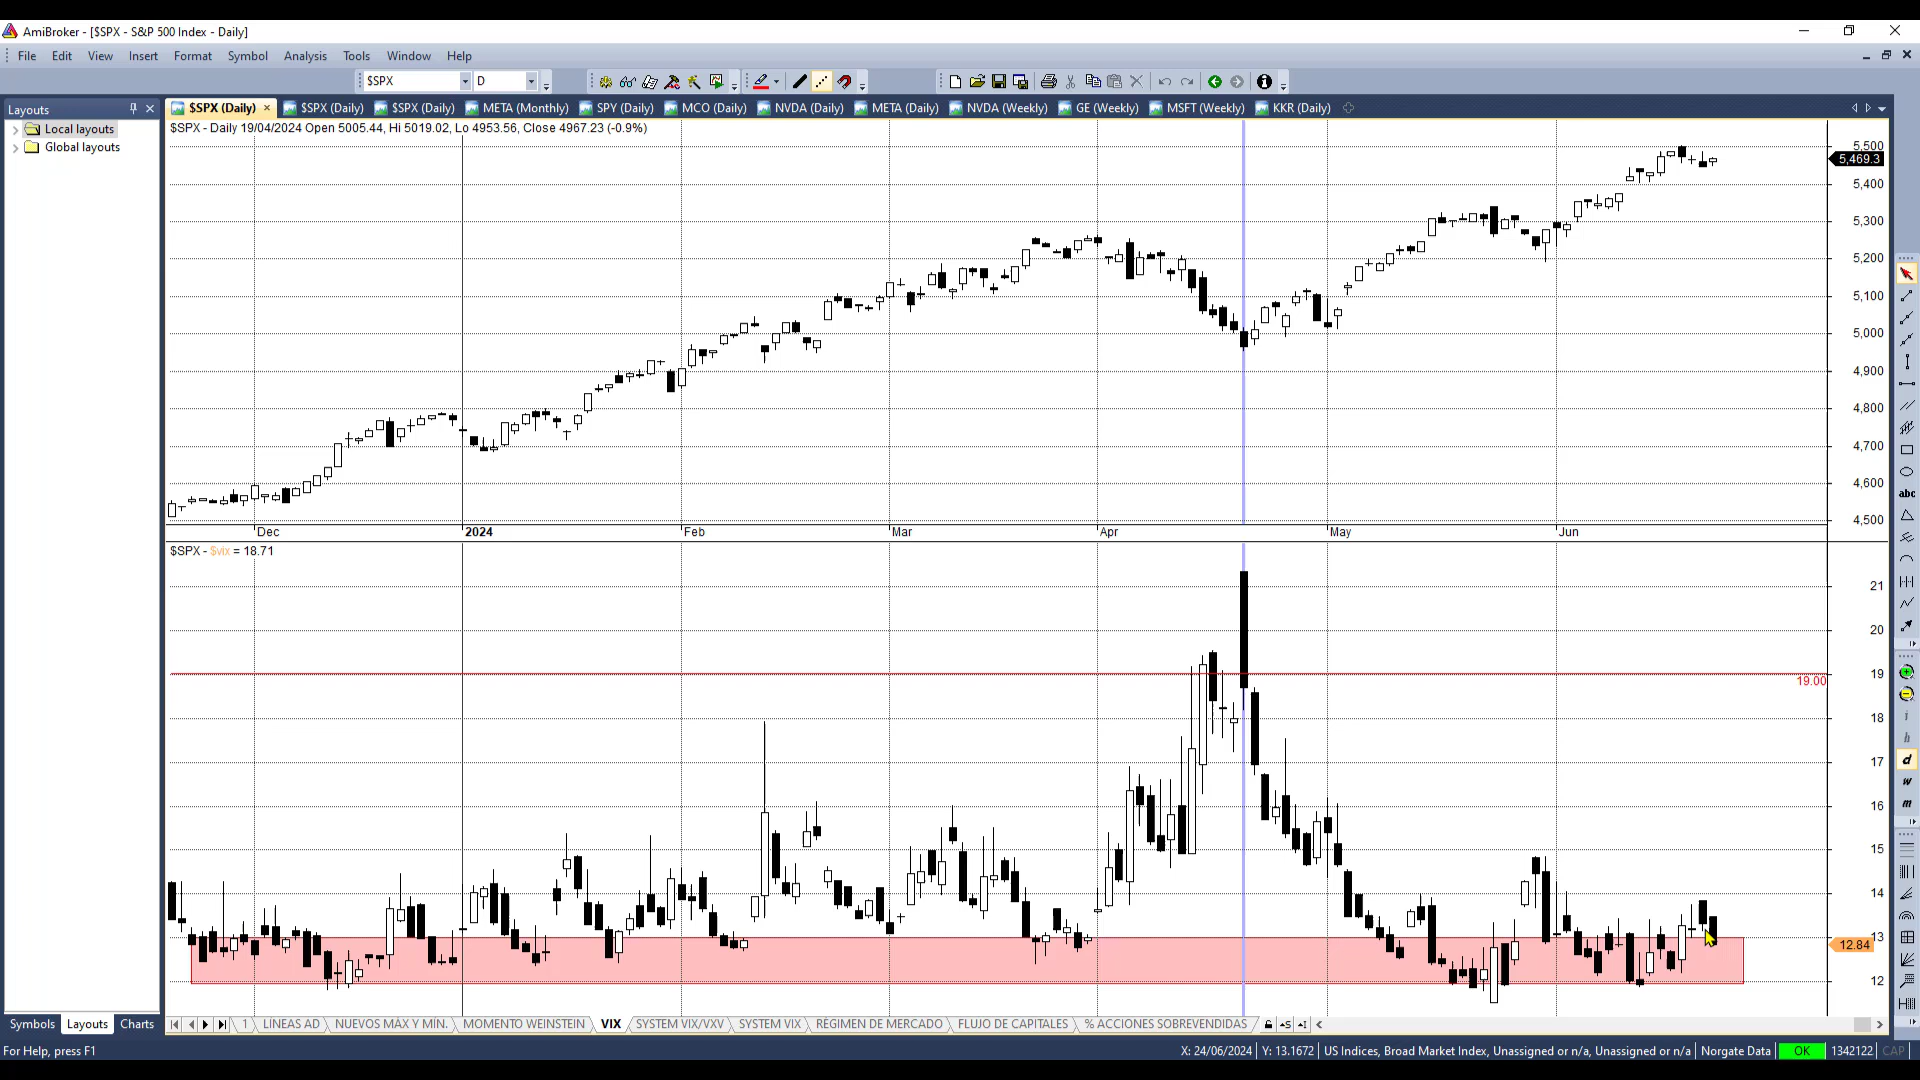 AmiBroker - [$SPX - S&P 500 Index - Daily]
File Edit View Insert Format Symbol Analysis Tools Window Help
$SPX D
Layouts
$SPX (Daily) $SPX (Daily) $SPX (Daily) META (Monthly) SPY (Daily) MCO (Daily) NVDA (Daily) META (Daily) NVDA (Weekly) GE (Weekly) MSFT (Weekly) KKR (Daily)
Local layouts
Global layouts
$SPX - Daily 19/04/2024 Open 5005.44, Hi 5019.02, Lo 4953.56, Close 4967.23 (-0.9%)
5,500
5,469.3
5,400
5,300
5,200
5,100
5,000
4,900
4,800
4,700
4,600
4,500
Dec 2024 Feb Mar Apr May Jun
$SPX - $vix = 18.71
21
20
19
19.00
18
17
16
15
14
13
12.84
12
abc
i
h
d
w
m
Symbols Layouts Charts
1 LÍNEAS AD NUEVOS MÁX Y MÍN. MOMENTO WEINSTEIN VIX SYSTEM VIX/VXV SYSTEM VIX RÉGIMEN DE MERCADO FLUJO DE CAPITALES % ACCIONES SOBREVENDIDAS
For Help, press F1
X: 24/06/2024 Y: 13.1672 US Indices, Broad Market Index, Unassigned or n/a, Unassigned or n/a Norgate Data OK 1342122 CAP